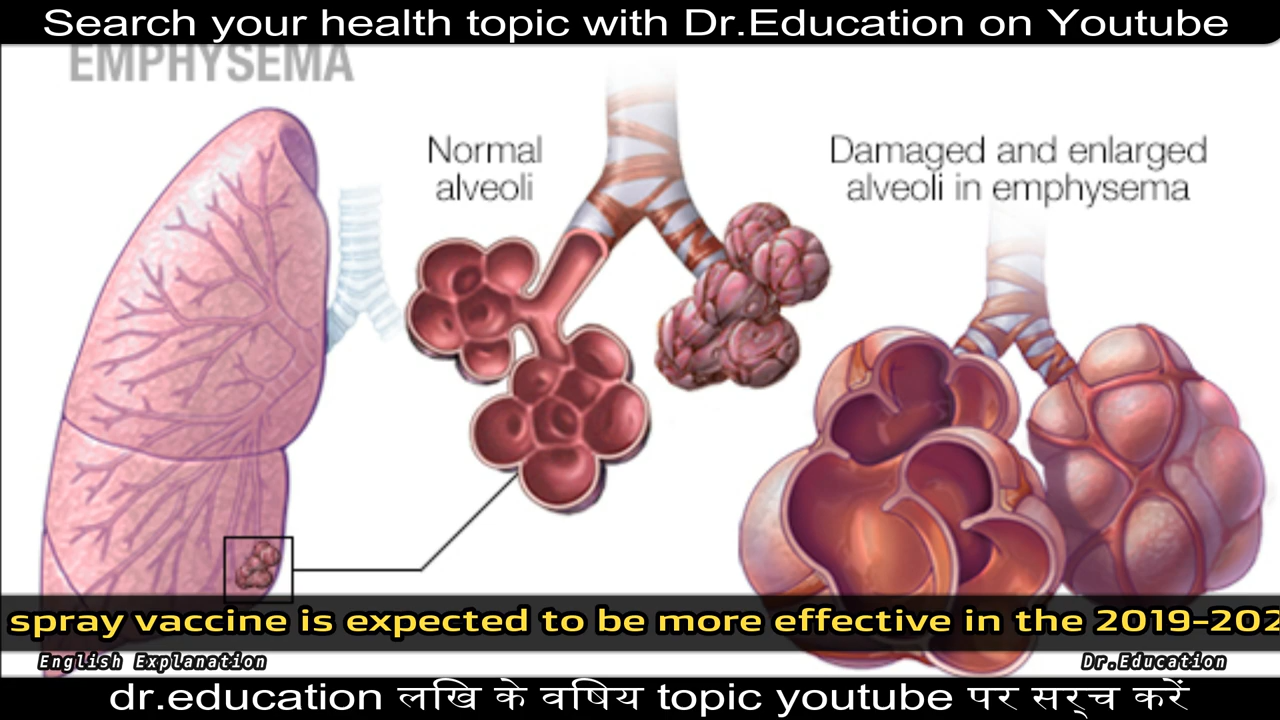 Search your health topic with Dr.Education on Youtube
EMPHYSEMA
Normal
alveoli
Damaged and enlarged
alveoli in emphysema
spray vaccine is expected to be more effective in the 2019-202
English Explanation
Dr.Education
dr.education लखि के वषिय topic youtube पर सर्च करें